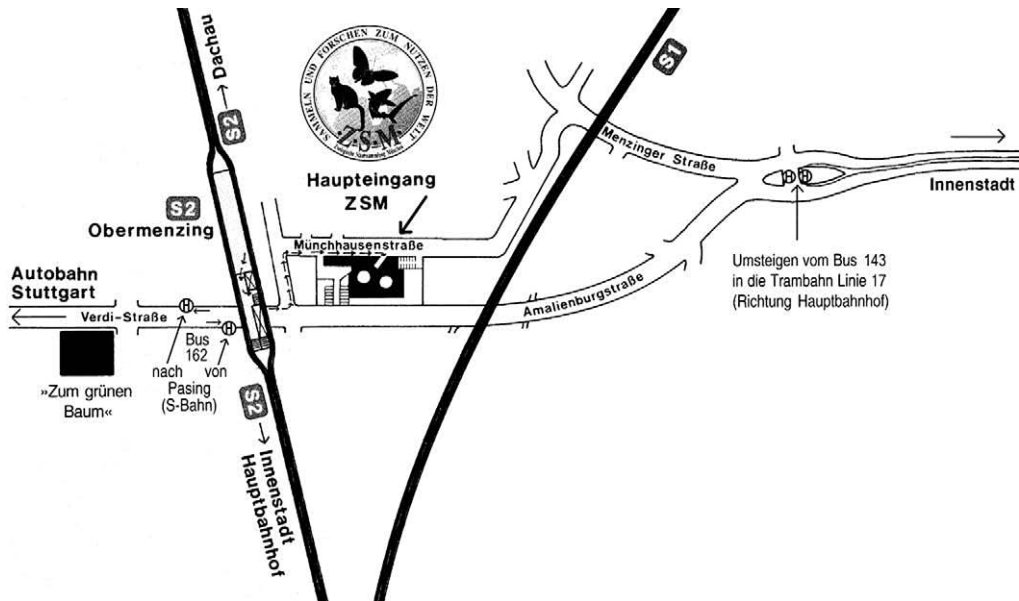 SAMMELN UND FORSCHEN ZUM NUTZEN DER WELT
·Z·S·M·
S2 → Dachau
S1
Menzinger Straße
Innenstadt
Haupteingang
ZSM
S2
Obermenzing
Münchhausenstraße
Autobahn
Stuttgart
Verdi-Straße
H
H
H
H
Amalienburgstraße
Umsteigen vom Bus 143
in die Trambahn Linie 17
(Richtung Hauptbahnhof)
Bus
162
nach von
Pasing
(S-Bahn)
»Zum grünen
Baum«
S2 → Innenstadt
Hauptbahnhof